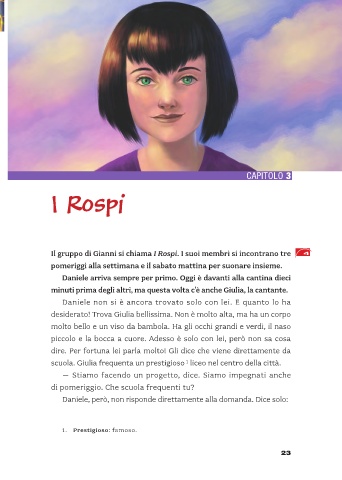 CAPITOLO 3
I Rospi
Il gruppo di Gianni si chiama I Rospi. I suoi membri si incontrano tre
pomeriggi alla settimana e il sabato mattina per suonare insieme.
Daniele arriva sempre per primo. Oggi è davanti alla cantina dieci
minuti prima degli altri, ma questa volta c'è anche Giulia, la cantante.
Daniele non si è ancora trovato solo con lei. E quanto lo ha
desiderato! Trova Giulia bellissima. Non è molto alta, ma ha un corpo
molto bello e un viso da bambola. Ha gli occhi grandi e verdi, il naso
piccolo e la bocca a cuore. Adesso è solo con lei, però non sa cosa
dire. Per fortuna lei parla molto! Gli dice che viene direttamente da
scuola. Giulia frequenta un prestigioso¹ liceo nel centro della città.
— Stiamo facendo un progetto, dice. Siamo impegnati anche
di pomeriggio. Che scuola frequenti tu?
Daniele, però, non risponde direttamente alla domanda. Dice solo:
1. Prestigioso: famoso.
23